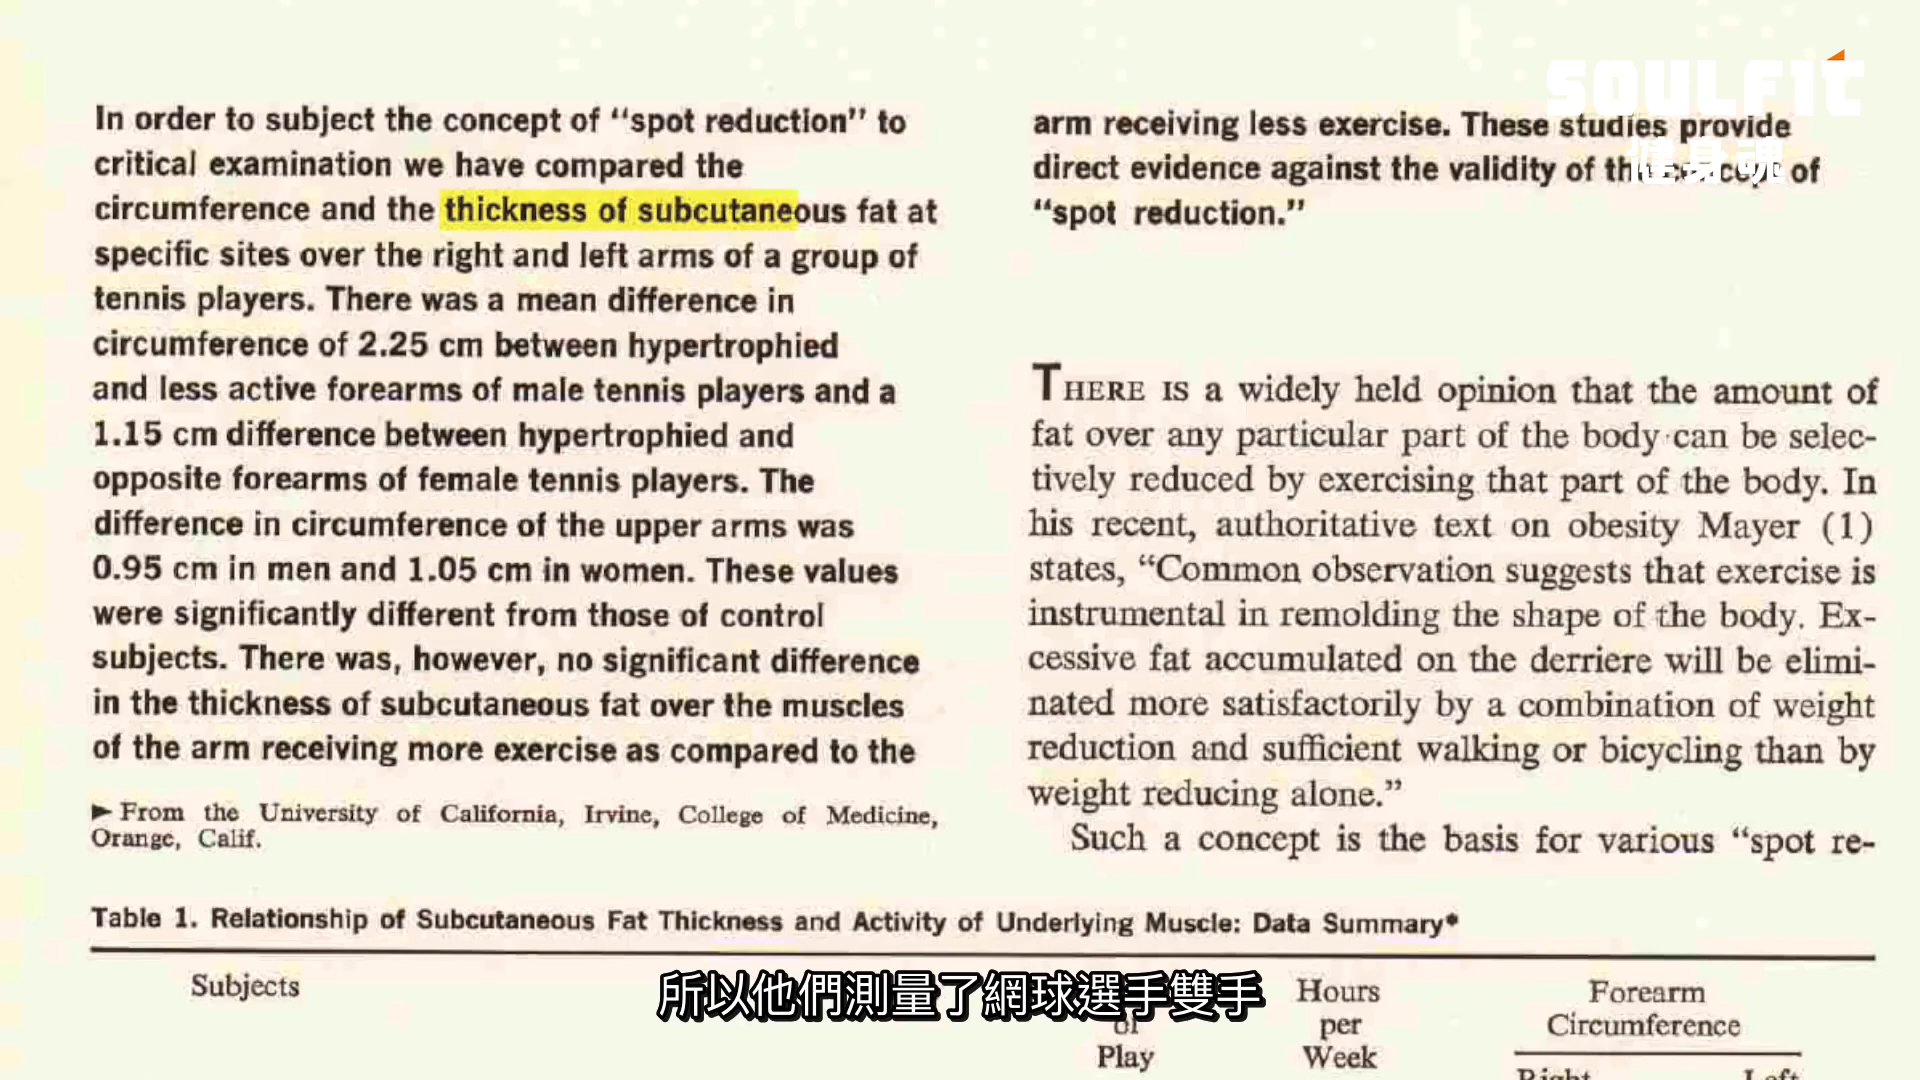 SOULFIT
健身魂
In order to subject the concept of “spot reduction” to
critical examination we have compared the
circumference and the thickness of subcutaneous fat at
specific sites over the right and left arms of a group of
tennis players. There was a mean difference in
circumference of 2.25 cm between hypertrophied
and less active forearms of male tennis players and a
1.15 cm difference between hypertrophied and
opposite forearms of female tennis players. The
difference in circumference of the upper arms was
0.95 cm in men and 1.05 cm in women. These values
were significantly different from those of control
subjects. There was, however, no significant difference
in the thickness of subcutaneous fat over the muscles
of the arm receiving more exercise as compared to the
►From the University of California, Irvine, College of Medicine,
Orange, Calif.
arm receiving less exercise. These studies provide
direct evidence against the validity of the concept of
“spot reduction.”
THERE IS a widely held opinion that the amount of
fat over any particular part of the body can be selec-
tively reduced by exercising that part of the body. In
his recent, authoritative text on obesity Mayer (1)
states, “Common observation suggests that exercise is
instrumental in remolding the shape of the body. Ex-
cessive fat accumulated on the derriere will be elimi-
nated more satisfactorily by a combination of weight
reduction and sufficient walking or bicycling than by
weight reducing alone.”
Such a concept is the basis for various “spot re-
Table 1. Relationship of Subcutaneous Fat Thickness and Activity of Underlying Muscle: Data Summary*
Subjects
of
Play
Hours
per
Week
Forearm
Circumference
Right Left
所以他們測量了網球選手雙手